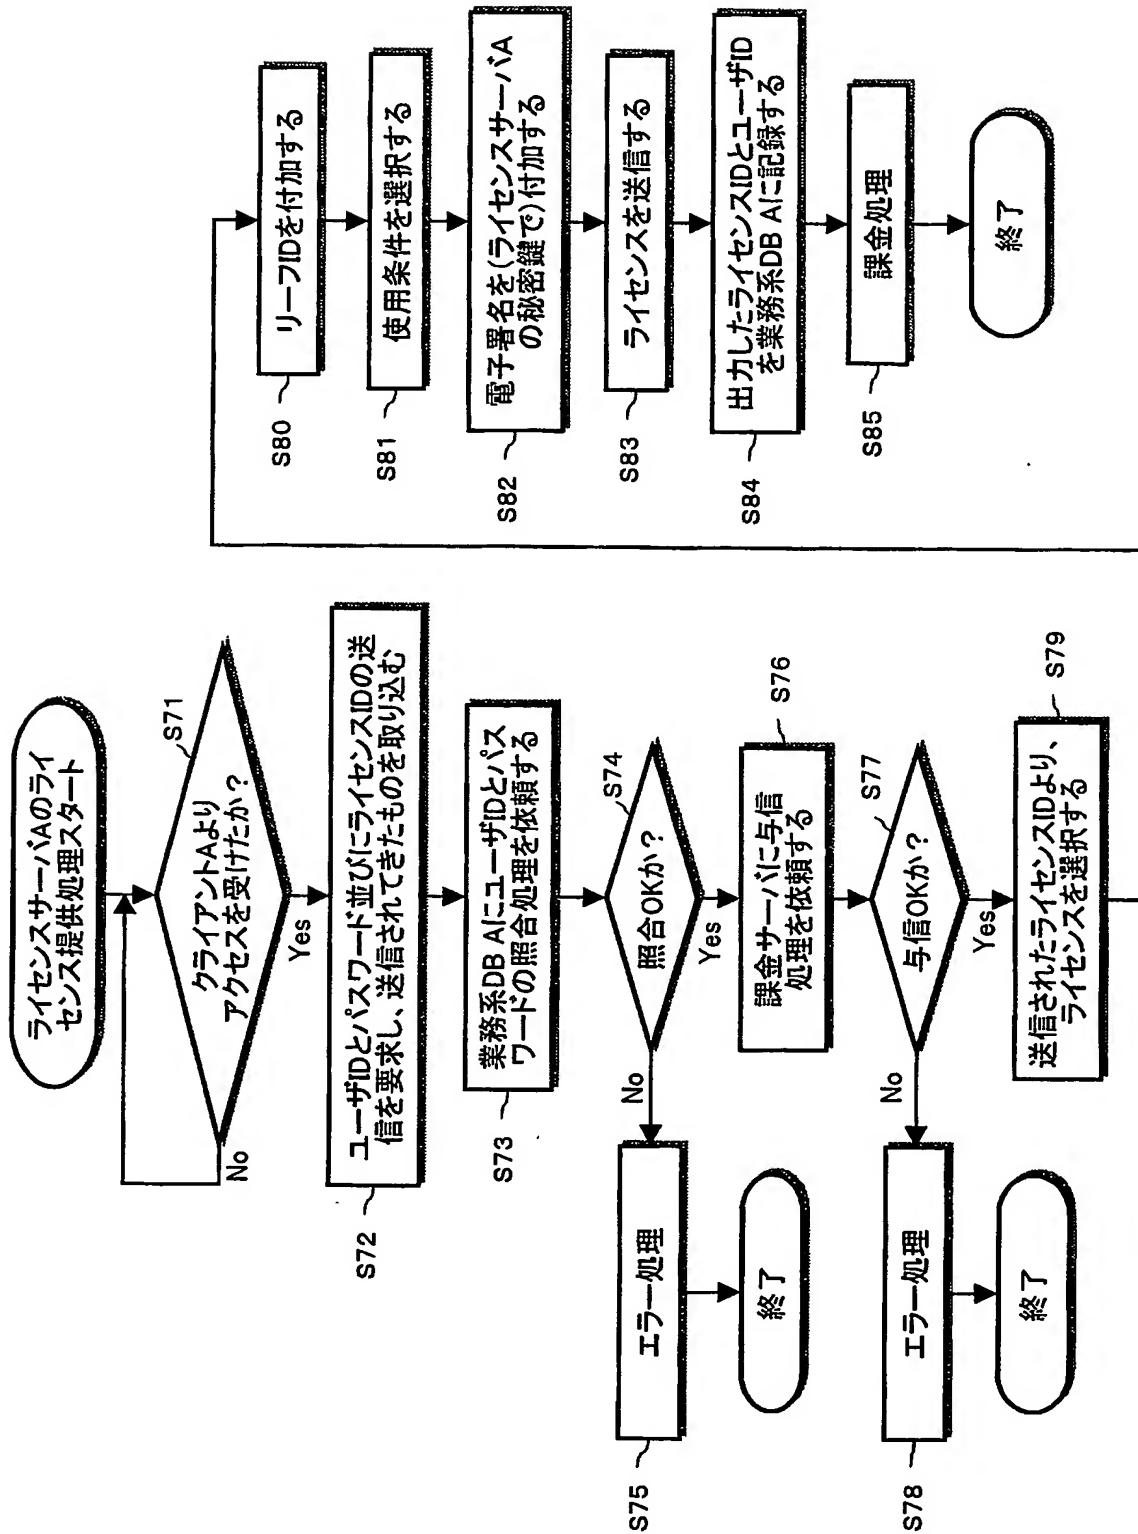 ライセンスサーバAのライ
センス提供処理スタート
S71
クライアントAより
アクセスを受けたか?
No
Yes
S72
ユーザIDとパスワード並びにライセンスIDの送
信を要求し、送信されてきたものを取り込む
S73
業務系DB AにユーザIDとパス
ワードの照合処理を依頼する
S74
照合OKか?
No
Yes
S75
エラー処理
終了
S76
課金サーバに与信
処理を依頼する
S77
与信OKか?
No
Yes
S78
エラー処理
終了
S79
送信されたライセンスIDより、
ライセンスを選択する
S80
リーフIDを付加する
S81
使用条件を選択する
S82
電子署名を(ライセンスサーバA
の秘密鍵で)付加する
S83
ライセンスを送信する
S84
出力したライセンスIDとユーザID
を業務系DB Aに記録する
S85
課金処理
終了